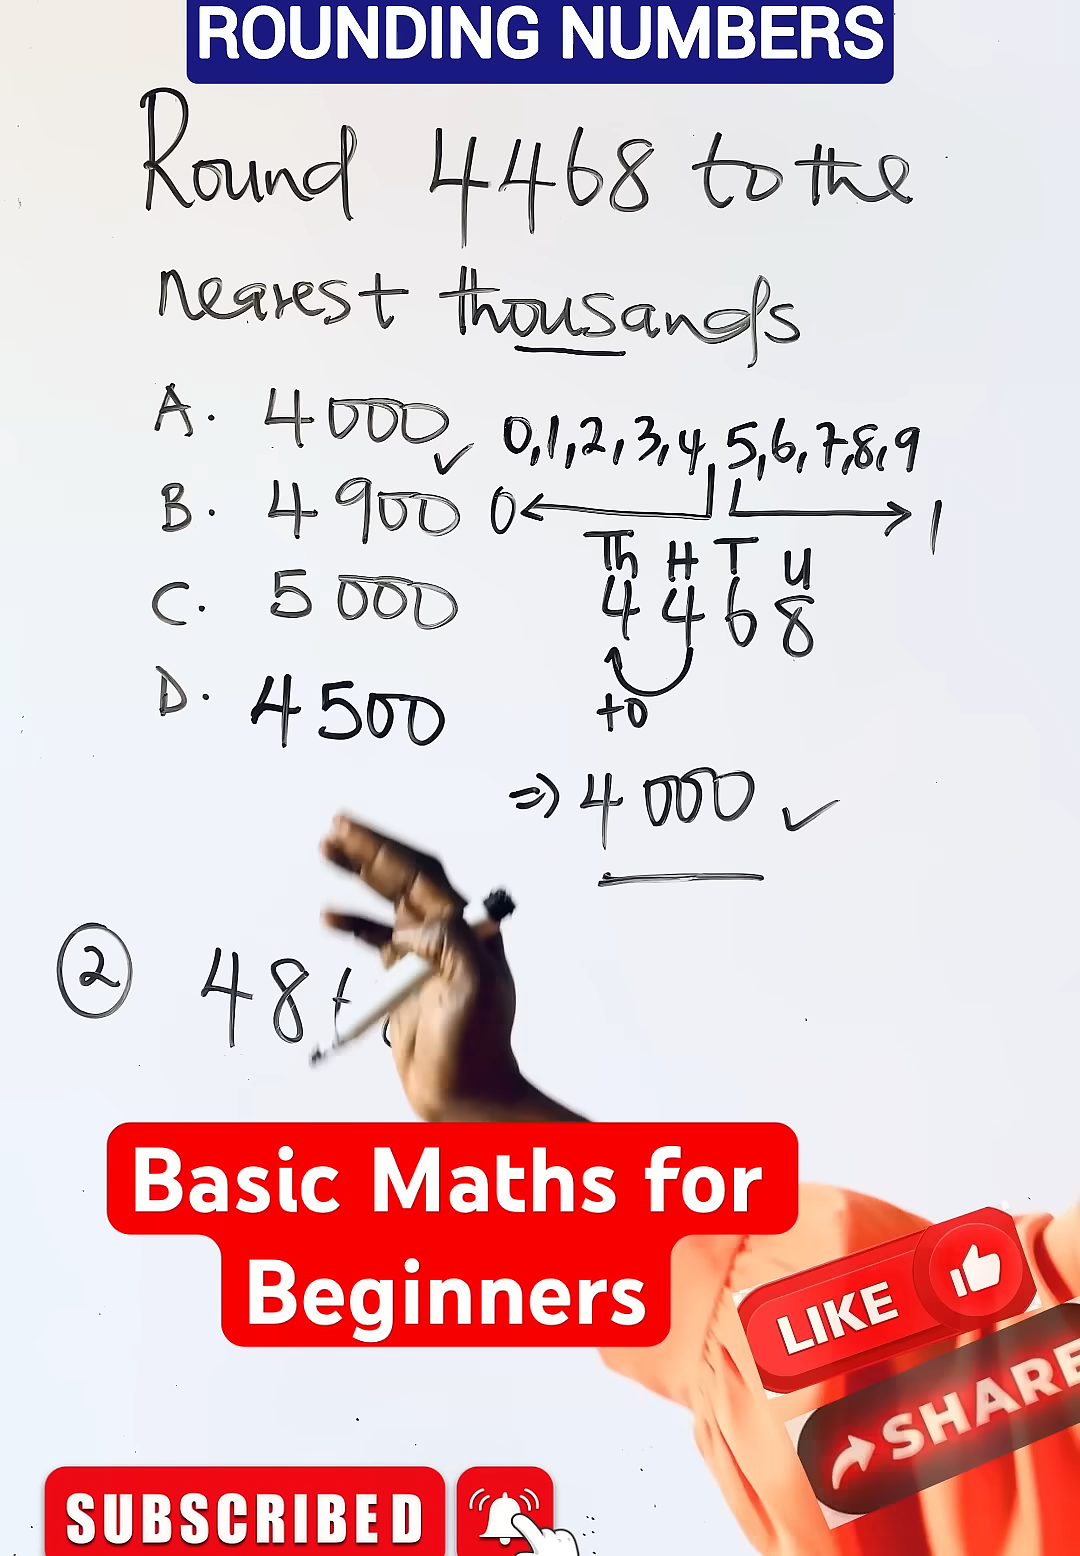 ROUNDING NUMBERS
Round 4468 to the
nearest thousands
A. 4000 ✓
0,1,2,3,4,5,6,7,8,9
B. 4900
0 1
Th H T U
C. 5000
4 4 6 8
+0
D. 4500
⇒ 4000 ✓
② 48
Basic Maths for
Beginners
LIKE
SHARE
SUBSCRIBED